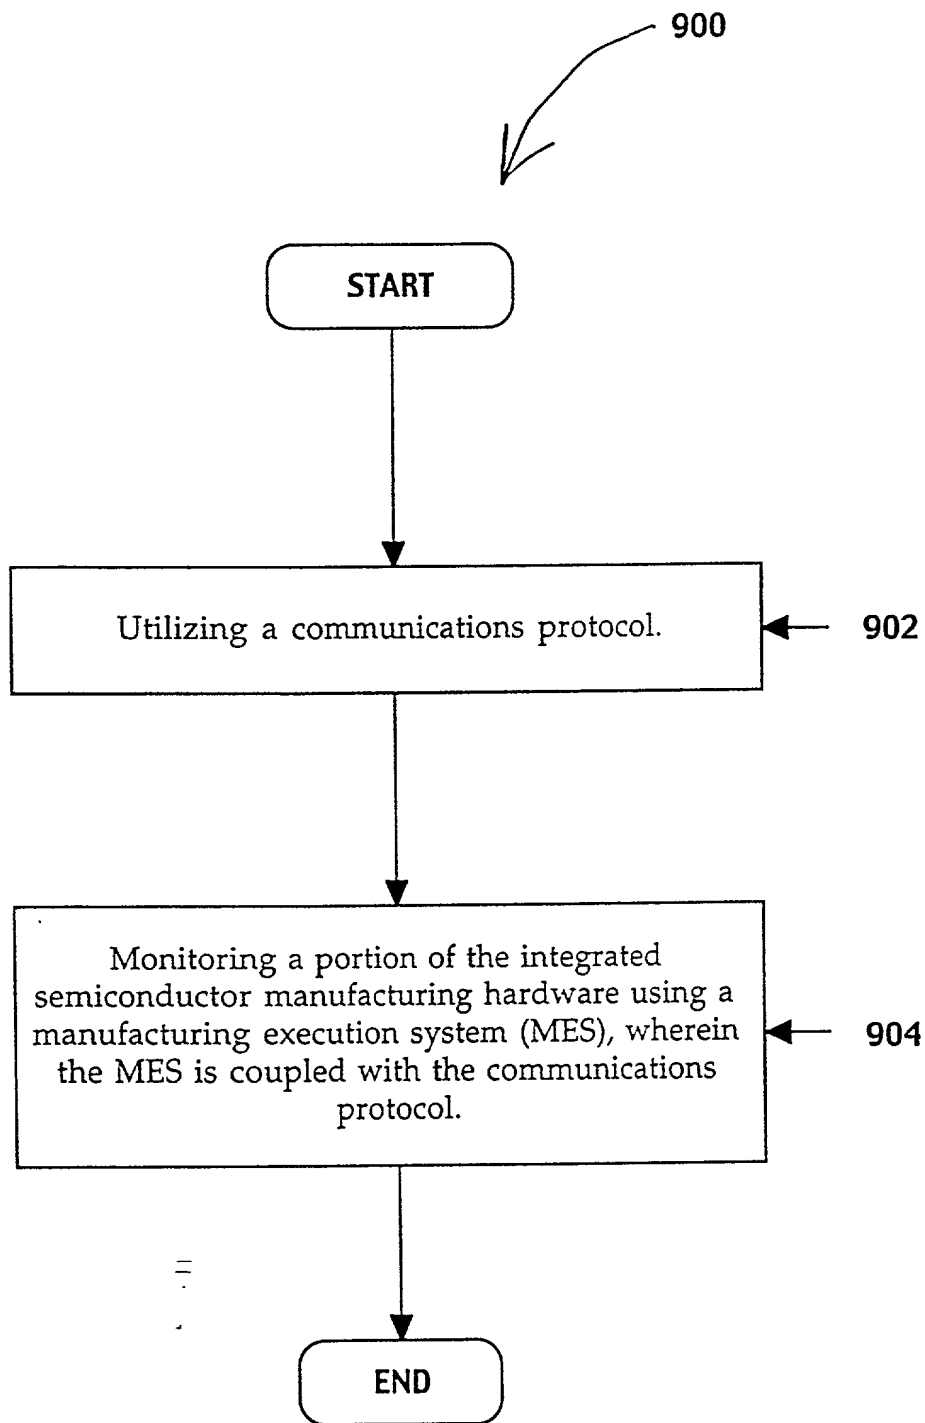 900
START
Utilizing a communications protocol.
902
Monitoring a portion of the integrated
semiconductor manufacturing hardware using a
manufacturing execution system (MES), wherein
the MES is coupled with the communications
protocol.
904
END